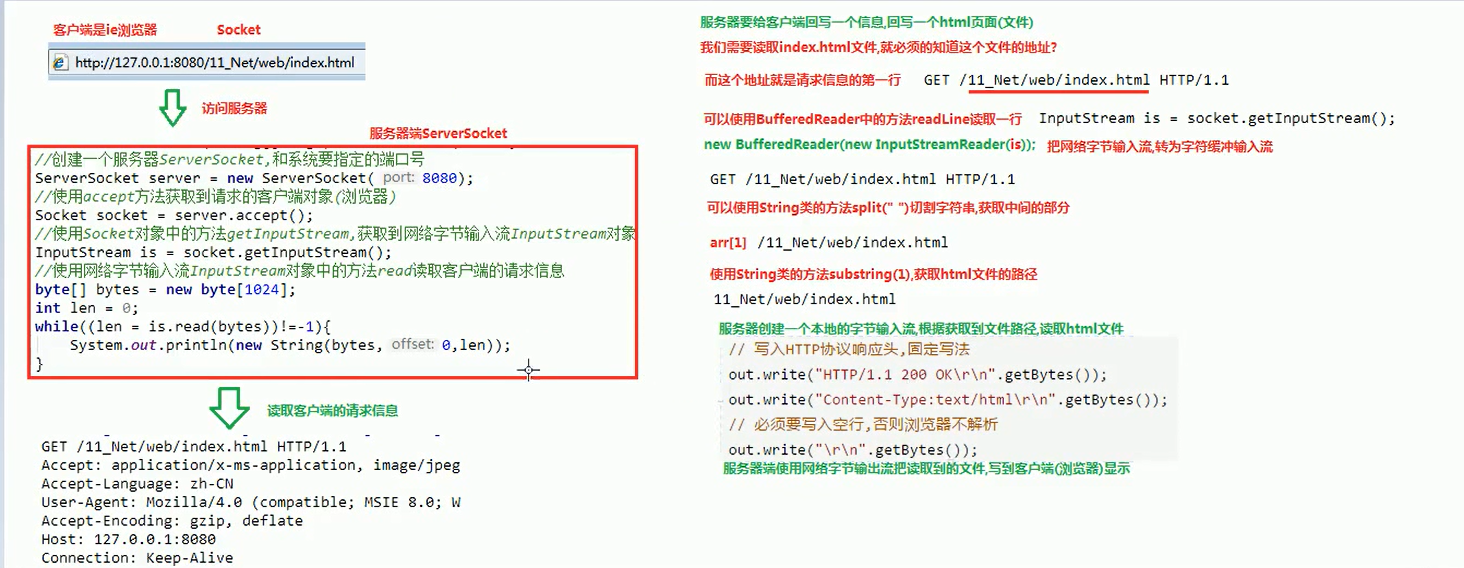 客户端是ie浏览器 Socket
http://127.0.0.1:8080/11_Net/web/index.html
访问服务器
服务器端ServerSocket
//创建一个服务器ServerSocket,和系统要指定的端口号
ServerSocket server = new ServerSocket( port: 8080);
//使用accept方法获取到请求的客户端对象(浏览器)
Socket socket = server.accept();
//使用Socket对象中的方法getInputStream,获取到网络字节输入流InputStream对象
InputStream is = socket.getInputStream();
//使用网络字节输入流InputStream对象中的方法read读取客户端的请求信息
byte[] bytes = new byte[1024];
int len = 0;
while((len = is.read(bytes))!=-1){
System.out.println(new String(bytes, offset: 0,len));
}
读取客户端的请求信息
GET /11_Net/web/index.html HTTP/1.1
Accept: application/x-ms-application, image/jpeg
Accept-Language: zh-CN
User-Agent: Mozilla/4.0 (compatible; MSIE 8.0; W
Accept-Encoding: gzip, deflate
Host: 127.0.0.1:8080
Connection: Keep-Alive
服务器要给客户端回写一个信息,回写一个html页面(文件)
我们需要读取index.html文件,就必须的知道这个文件的地址?
而这个地址就是请求信息的第一行 GET /11_Net/web/index.html HTTP/1.1
可以使用BufferedReader中的方法readLine读取一行 InputStream is = socket.getInputStream();
new BufferedReader(new InputStreamReader(is)); 把网络字节输入流,转为字符缓冲输入流
GET /11_Net/web/index.html HTTP/1.1
可以使用String类的方法split(" ")切割字符串,获取中间的部分
arr[1] /11_Net/web/index.html
使用String类的方法substring(1),获取html文件的路径
11_Net/web/index.html
服务器创建一个本地的字节输入流,根据获取到文件路径,读取html文件
// 写入HTTP协议响应头,固定写法
out.write("HTTP/1.1 200 OK\r\n".getBytes());
out.write("Content-Type:text/html\r\n".getBytes());
// 必须要写入空行,否则浏览器不解析
out.write("\r\n".getBytes());
服务器端使用网络字节输出流把读取到的文件,写到客户端(浏览器)显示